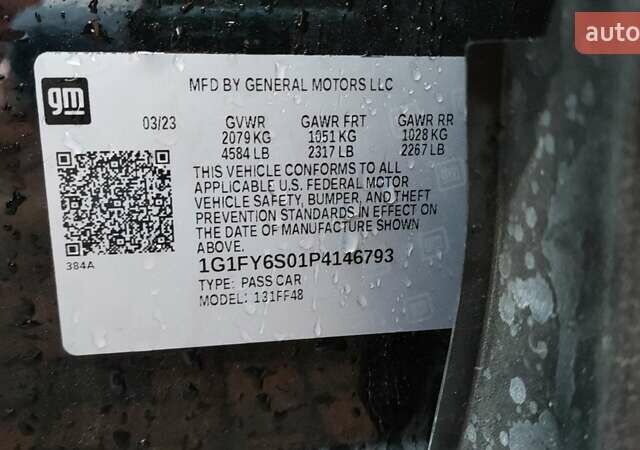 auto
gm
MFD BY GENERAL MOTORS LLC
03/23 GVWR GAWR FRT GAWR RR
2079 KG 1051 KG 1028 KG
4584 LB 2317 LB 2267 LB
THIS VEHICLE CONFORMS TO ALL
APPLICABLE U.S. FEDERAL MOTOR
VEHICLE SAFETY, BUMPER, AND THEFT
PREVENTION STANDARDS IN EFFECT ON
THE DATE OF MANUFACTURE SHOWN
ABOVE.
384A
1G1FY6S01P4146793
TYPE: PASS CAR
MODEL: 131FF48